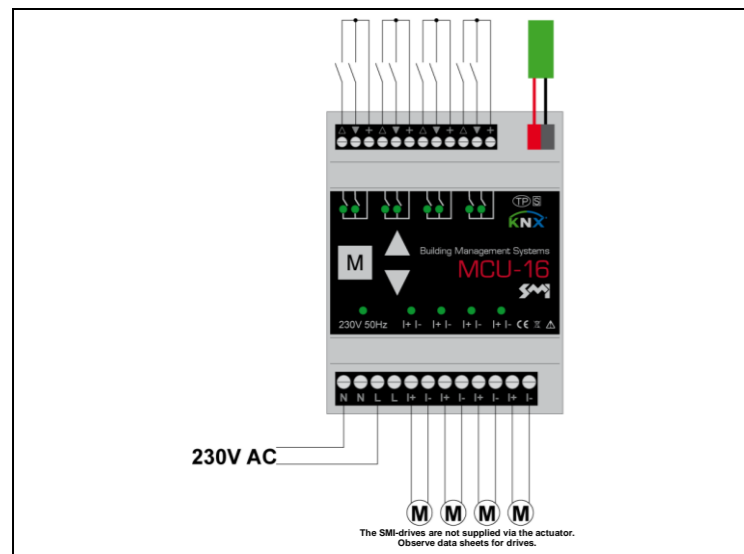 △ ▼ + △ ▼ + △ ▼ + △ ▼ +
TP S
KNX
M
Building Management Systems
MCU-16
SMI
230V 50Hz I+ I- I+ I- I+ I- I+ I- CE
N N L L I+ I- I+ I- I+ I- I+ I-
230V AC
M M M M
The SMI-drives are not supplied via the actuator.
Observe data sheets for drives.